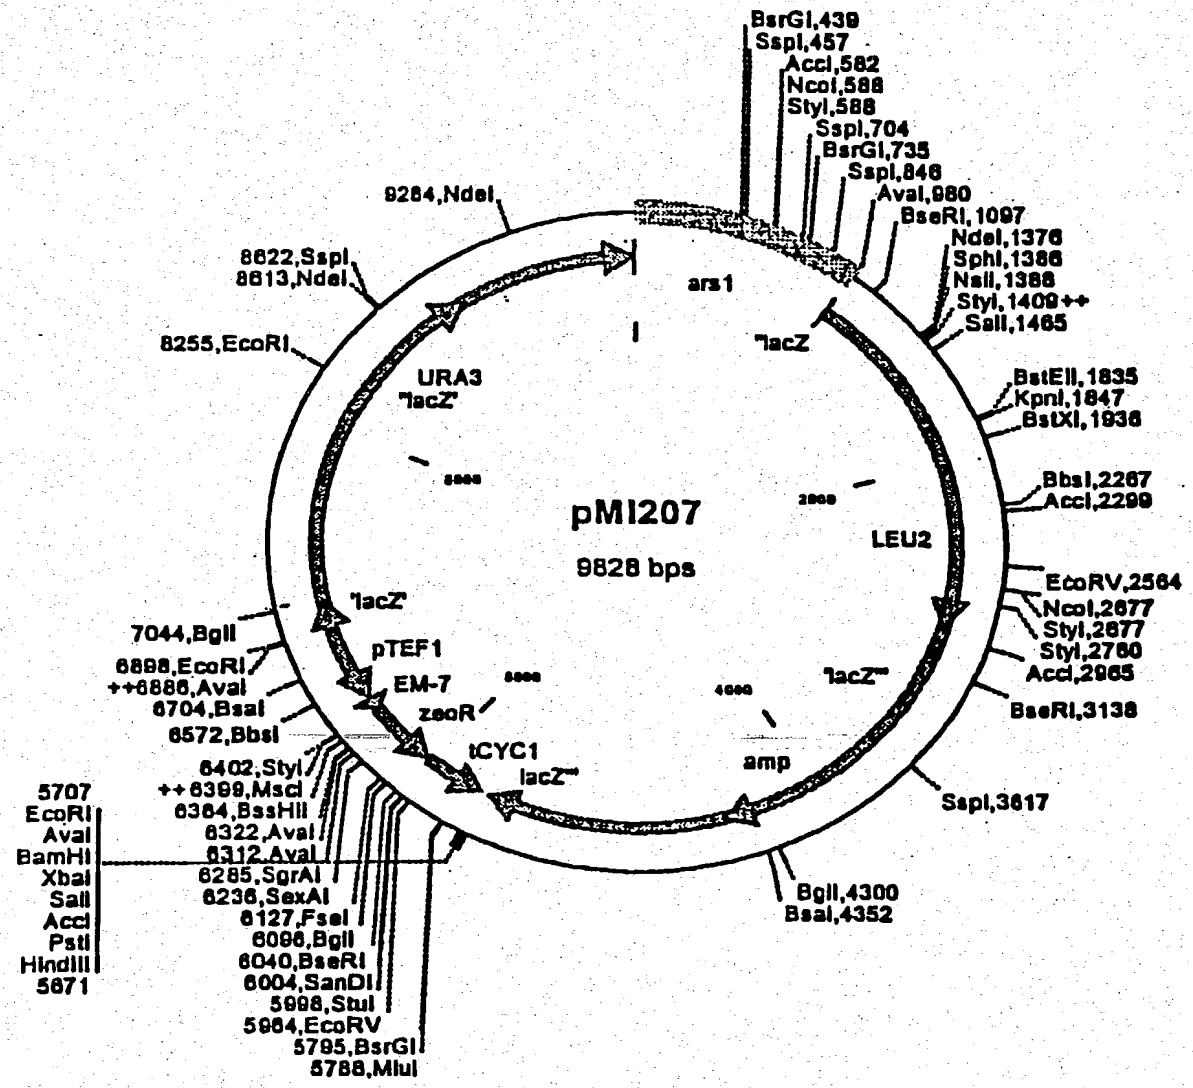 BsrGI,439
SspI,457
AccI,582
NcoI,588
StyI,588
SspI,704
BsrGI,735
SspI,846
AvaI,980
BseRI,1097
NdeI,1376
SphI,1386
NsiI,1388
StyI,1409++
SalI,1465
BstEII,1835
KpnI,1847
BstXI,1936
BbsI,2267
AccI,2299
EcoRV,2564
NcoI,2677
StyI,2677
StyI,2760
AccI,2965
BseRI,3138
SspI,3617
BglI,4300
BsaI,4352
9284,NdeI
8622,SspI
8613,NdeI
8255,EcoRI
7044,BglI
6898,EcoRI
++6886,AvaI
6704,BsaI
6572,BbsI
6402,StyI
++6399,MscI
6364,BssHII
6322,AvaI
6312,AvaI
6285,SgrAI
6236,SexAI
6127,FseI
6096,BglI
6040,BseRI
6004,SanDI
5998,StuI
5964,EcoRV
5795,BsrGI
5788,MluI
5707
EcoRI
AvaI
BamHI
XbaI
SalI
AccI
PstI
HindIII
5671
ars1
"lacZ
URA3
"lacZ'
8000
2000
pMI207
9828 bps
LEU2
'lacZ'
pTEF1
EM-7
zeoR
6000
4000
"lacZ"'
tCYC1
lacZ"'
amp